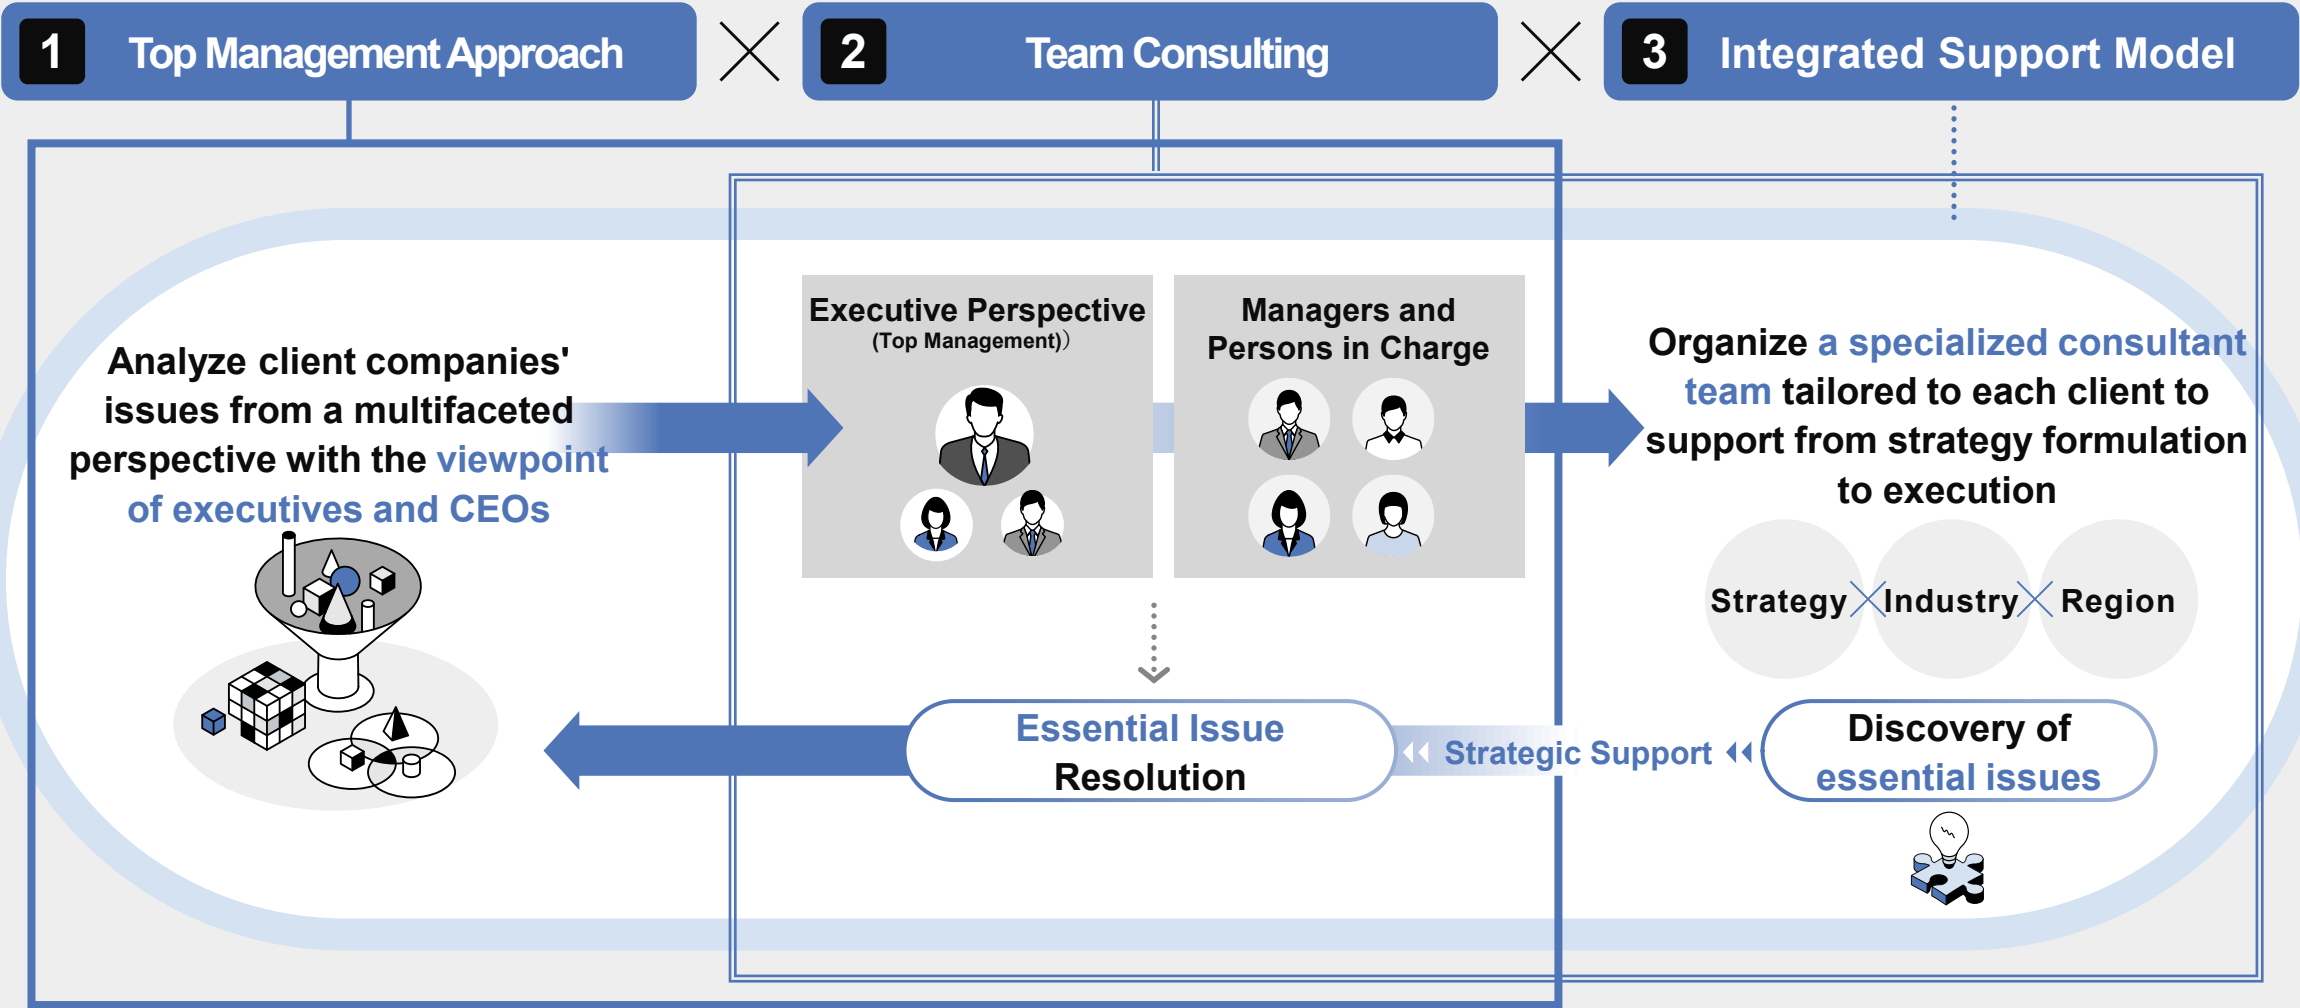 1 Top Management Approach
2 Team Consulting
3 Integrated Support Model
Analyze client companies'
issues from a multifaceted
perspective with the viewpoint
of executives and CEOs
Executive Perspective
(Top Management)）
Managers and
Persons in Charge
Organize a specialized consultant
team tailored to each client to
support from strategy formulation
to execution
Strategy
Industry
Region
Essential Issue
Resolution
Strategic Support
Discovery of
essential issues